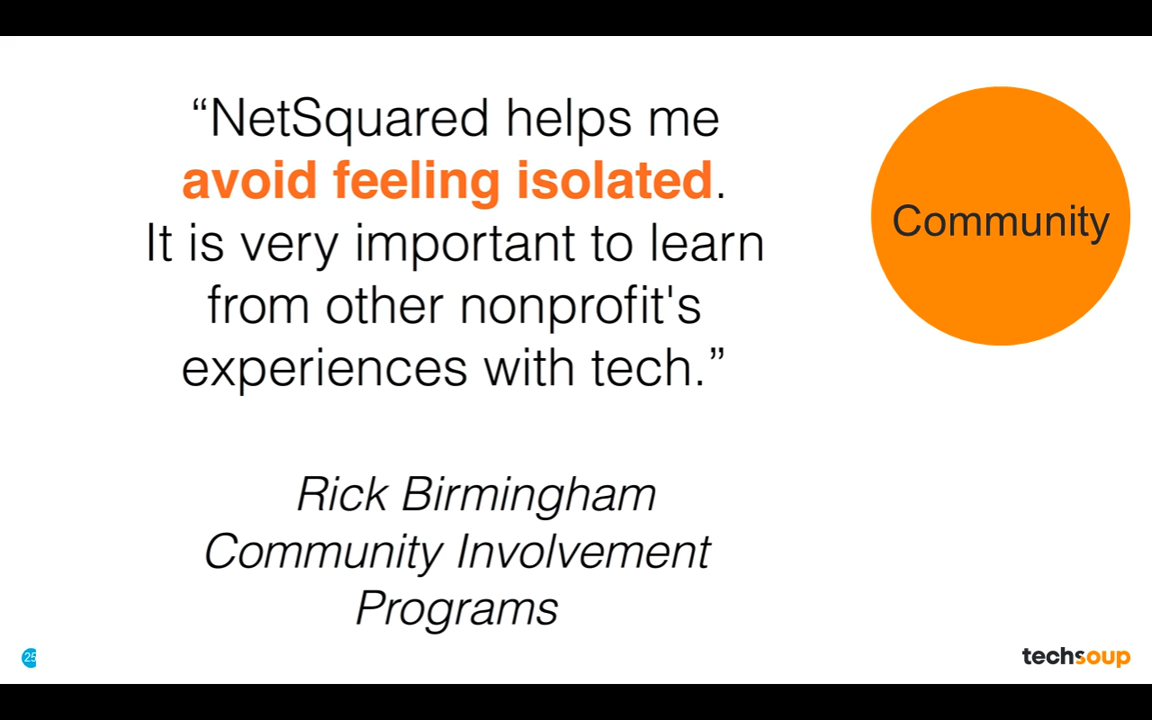 “NetSquared helps me
avoid feeling isolated.
It is very important to learn
from other nonprofit's
experiences with tech.”
Community
Rick Birmingham
Community Involvement
Programs
25
techsoup